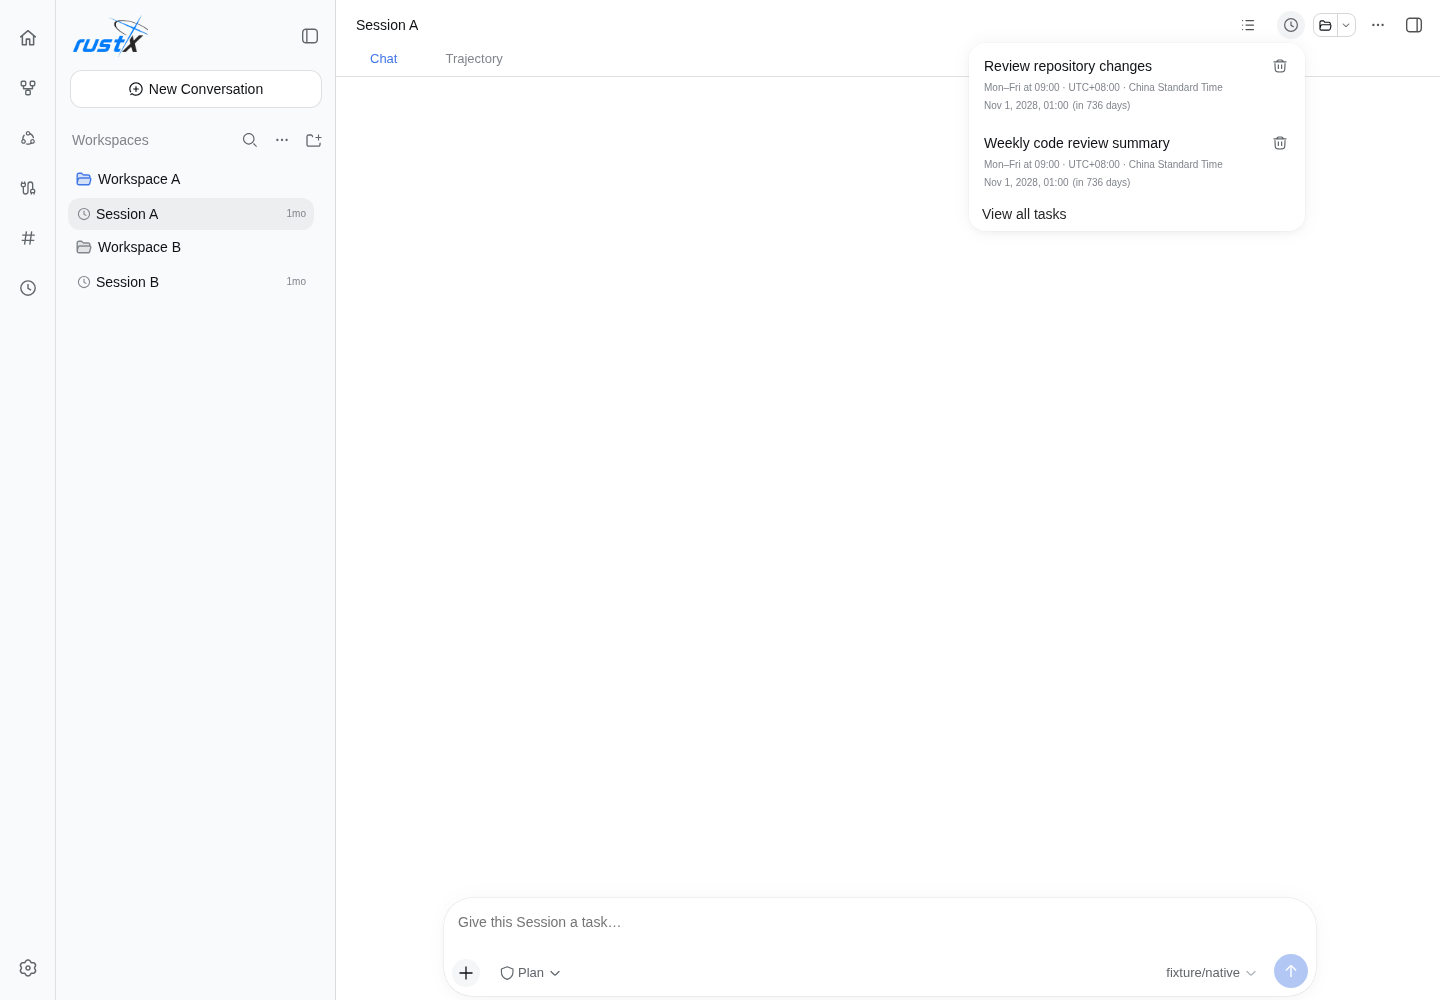 rustX
New Conversation
Workspaces
Workspace A
Session A 1mo
Workspace B
Session B 1mo
Session A
Chat Trajectory
Review repository changes
Mon–Fri at 09:00 · UTC+08:00 · China Standard Time
Nov 1, 2028, 01:00 (in 736 days)
Weekly code review summary
Mon–Fri at 09:00 · UTC+08:00 · China Standard Time
Nov 1, 2028, 01:00 (in 736 days)
View all tasks
Give this Session a task…
Plan
fixture/native